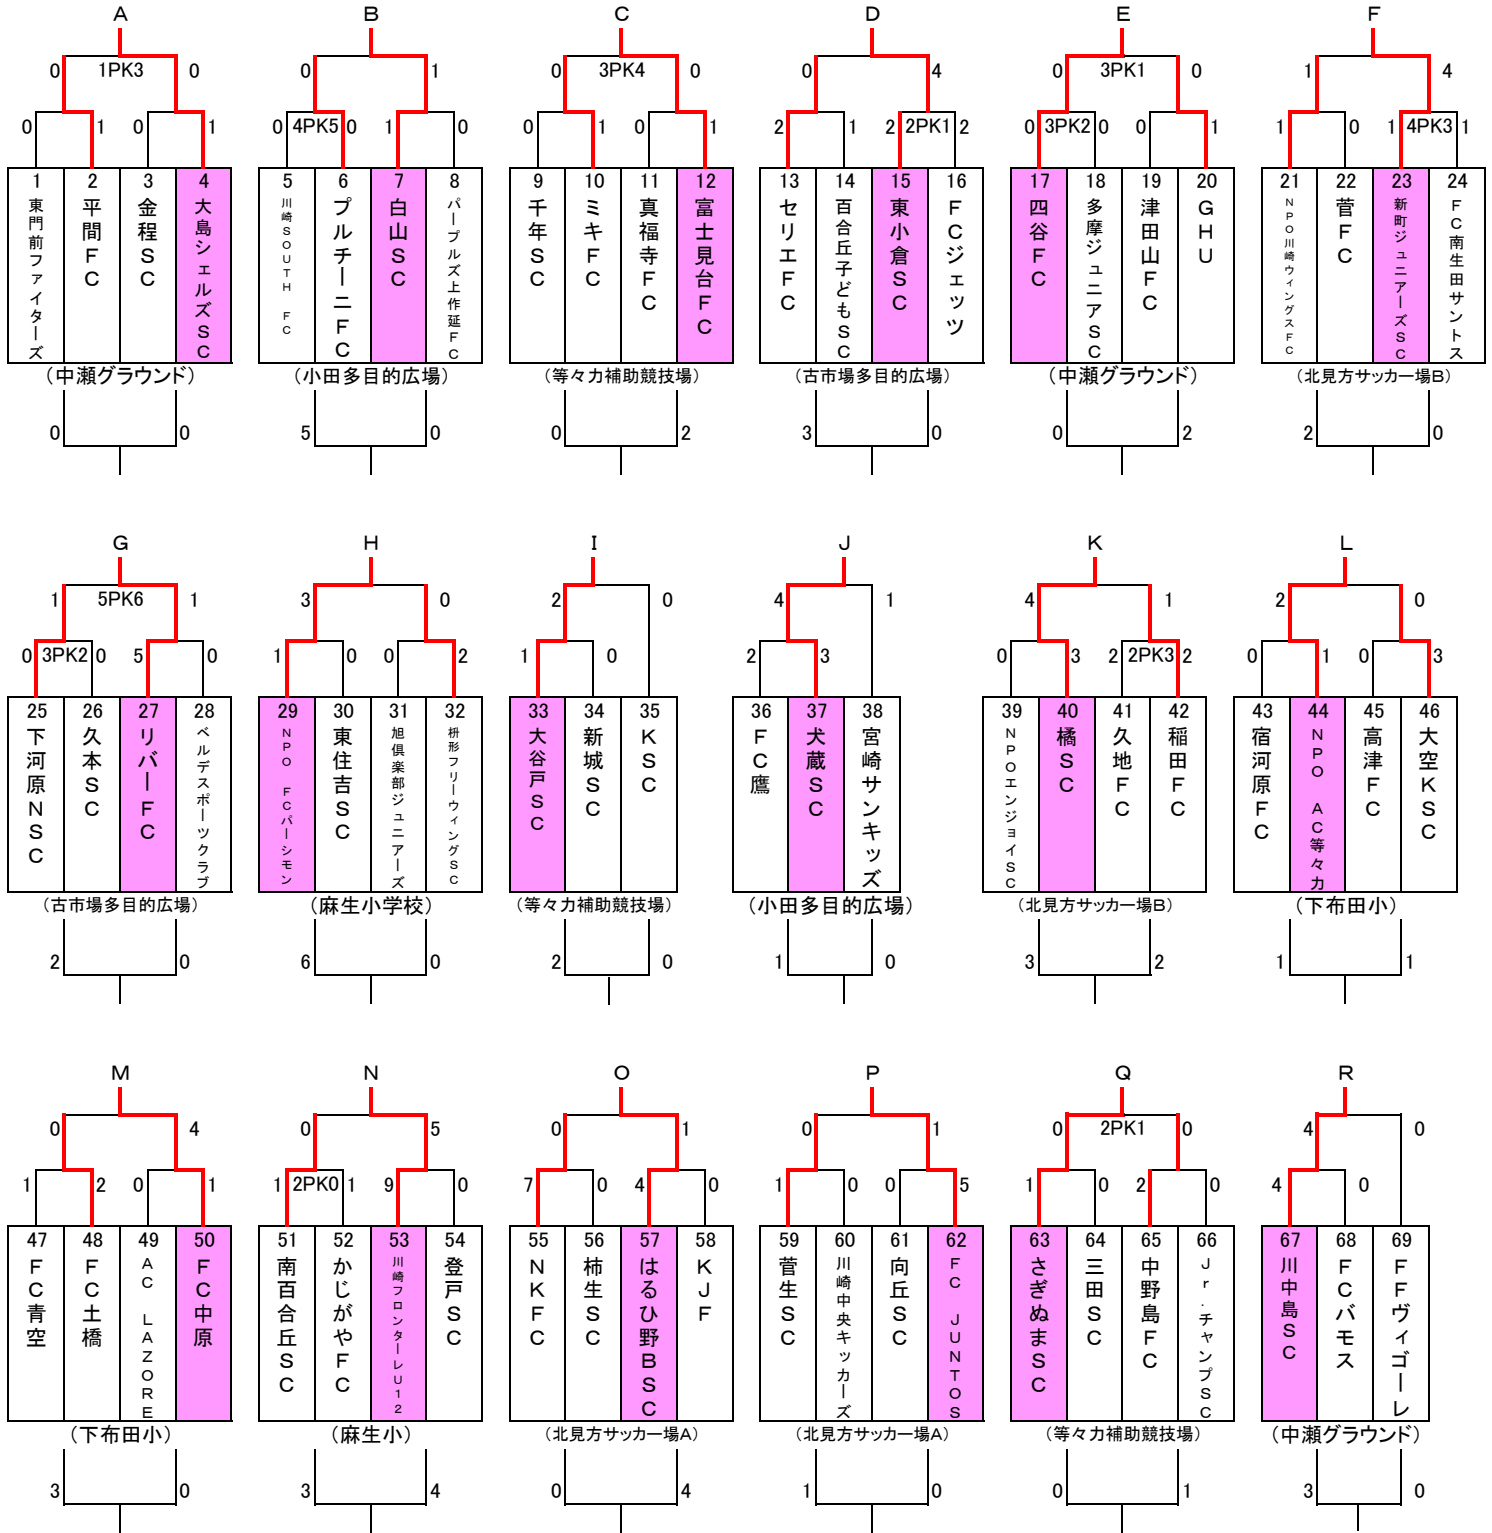 A B C D E F
0 1PK3 0 0 1 0 3PK4 0 0 4 0 3PK1 0 1 4
0 1 0 1 0 4PK5 0 1 0 0 1 0 1 2 1 2 2PK1 2 0 3PK2 0 0 1 1 0 1 4PK3 1
1 2 3 4 5 6 7 8 9 10 11 12 13 14 15 16 17 18 19 20 21 22 23 24
東門前ファイターズ
平間FC
金程SC
大島シェルズSC
川崎SOUTH FC
プルチーニFC
白山SC
パープルズ上作延FC
千年SC
ミキFC
真福寺FC
富士見台FC
セリエFC
百合丘子どもSC
東小倉SC
FCジェッツ
四谷FC
多摩ジュニアSC
津田山FC
GHU
NPO川崎ウィングスFC
菅FC
新町ジュニアーズSC
FC南生田サントス
(中瀬グラウンド) (小田多目的広場) (等々力補助競技場) (古市場多目的広場) (中瀬グラウンド) (北見方サッカー場B)
0 0 5 0 0 2 3 0 0 2 2 0
G H I J K L
1 5PK6 1 3 0 2 0 4 1 4 1 2 0
0 3PK2 0 5 0 1 0 0 2 1 0 2 3 0 3 2 2PK3 2 0 1 0 3
25 26 27 28 29 30 31 32 33 34 35 36 37 38 39 40 41 42 43 44 45 46
下河原NSC
久本SC
リバーFC
ベルデスポーツクラブ
NPO FCパーシモン
東住吉SC
旭倶楽部ジュニアーズ
枡形フリーウィングSC
大谷戸SC
新城SC
KSC
FC鷹
犬蔵SC
宮崎サンキッズ
NPOエンジョイSC
橘SC
久地FC
稲田FC
宿河原FC
NPO AC等々力
高津FC
大空KSC
(古市場多目的広場) (麻生小学校) (等々力補助競技場) (小田多目的広場) (北見方サッカー場B) (下布田小)
2 0 6 0 2 0 1 0 3 2 1 1
M N O P Q R
0 4 0 5 0 1 0 1 0 2PK1 0 4 0
1 2 0 1 1 2PK0 1 9 0 7 0 4 0 1 0 0 5 1 0 2 0 4 0
47 48 49 50 51 52 53 54 55 56 57 58 59 60 61 62 63 64 65 66 67 68 69
FC青空
FC土橋
AC LAZORE
FC中原
南百合丘SC
かじがやFC
川崎フロンターレU12
登戸SC
NKFC
柿生SC
はるひ野BSC
KJF
菅生SC
川崎中央キッカーズ
向丘SC
FC JUNTOS
さぎぬまSC
三田SC
中野島FC
Jr.チャンプSC
川中島SC
FCバモス
FFヴィゴーレ
(下布田小) (麻生小) (北見方サッカー場A) (北見方サッカー場A) (等々力補助競技場) (中瀬グラウンド)
3 0 3 4 0 4 1 0 0 1 3 0